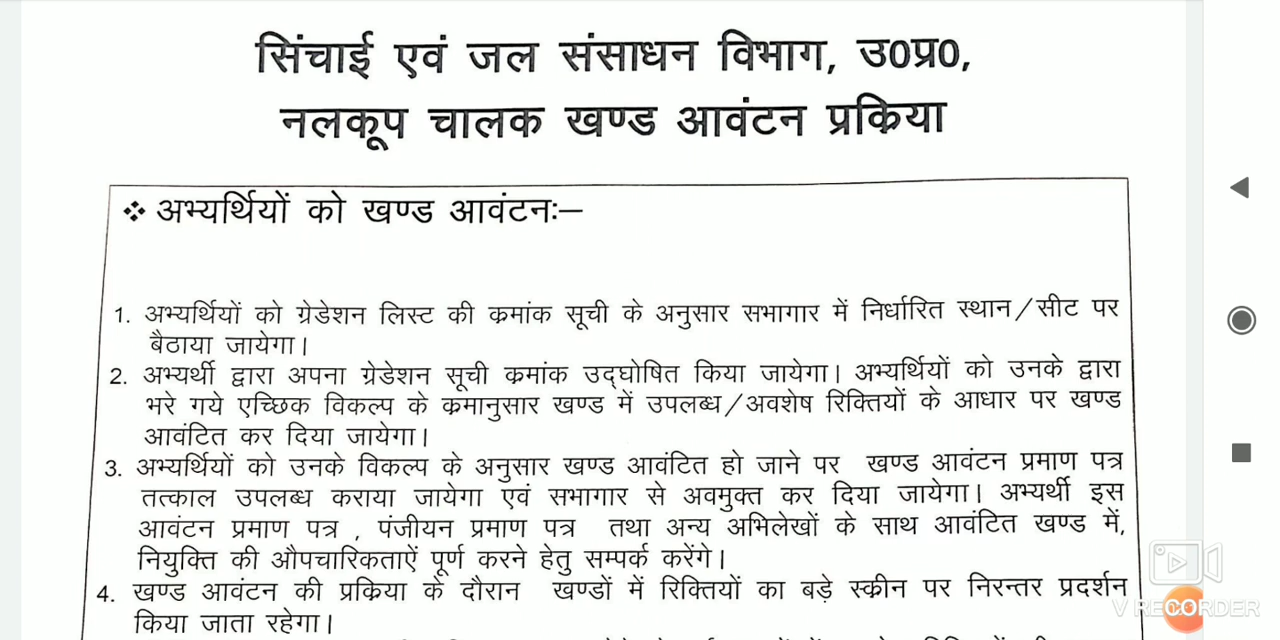 सिंचाई एवं जल संसाधन विभाग, उ0प्र0,
नलकूप चालक खण्ड आवंटन प्रक्रिया
❖ अभ्यर्थियों को खण्ड आवंटनः–
1. अभ्यर्थियों को ग्रेडेशन लिस्ट की क्रमांक सूची के अनुसार सभागार में निर्धारित स्थान/सीट पर
बैठाया जायेगा।
2. अभ्यर्थी द्वारा अपना ग्रेडेशन सूची क्रमांक उद्घोषित किया जायेगा। अभ्यर्थियों को उनके द्वारा
भरे गये एच्छिक विकल्प के क्रमानुसार खण्ड में उपलब्ध/अवशेष रिक्तियों के आधार पर खण्ड
आवंटित कर दिया जायेगा।
3. अभ्यर्थियों को उनके विकल्प के अनुसार खण्ड आवंटित हो जाने पर खण्ड आवंटन प्रमाण पत्र
तत्काल उपलब्ध कराया जायेगा एवं सभागार से अवमुक्त कर दिया जायेगा। अभ्यर्थी इस
आवंटन प्रमाण पत्र , पंजीयन प्रमाण पत्र तथा अन्य अभिलेखों के साथ आवंटित खण्ड में,
नियुक्ति की औपचारिकताऐं पूर्ण करने हेतु सम्पर्क करेंगे।
4. खण्ड आवंटन की प्रक्रिया के दौरान खण्डों में रिक्तियों का बड़े स्क्रीन पर निरन्तर प्रदर्शन
किया जाता रहेगा।
V RECORDER